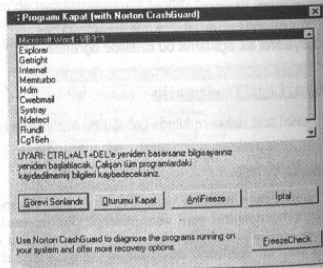 Programı Kapat (with Norton CrashGuard)
Microsoft Word - VB
Explorer
Getright
Internat
Memturbo
Mdm
Cwebmail
Systray
Ndetect
Rundll
Cg16eh
UYARI: CTRL+ALT+DEL'e yeniden basarsanız bilgisayarınız
yeniden başlatılacak. Çalışan tüm programlardaki
kaydedilmemiş bilgileri kaybedeceksiniz.
Görevi Sonlandır
Oturumu Kapat
AntiFreeze
İptal
Use Norton CrashGuard to diagnose the programs running on
your system and offer more recovery options.
FreezeCheck